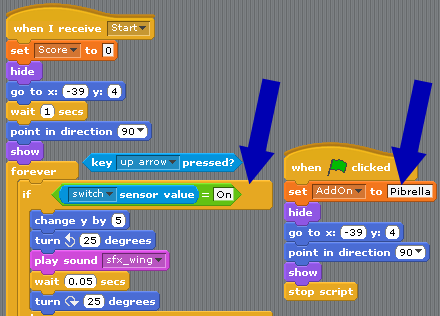 when I receive Start
set Score to 0
hide
go to x: -39 y: 4
wait 1 secs
point in direction 90
show
forever
key up arrow pressed?
if switch sensor value = On
change y by 5
turn 25 degrees
play sound sfx_wing
wait 0.05 secs
turn 25 degrees
when clicked
set AddOn to Pibrella
hide
go to x: -39 y: 4
point in direction 90
show
stop script